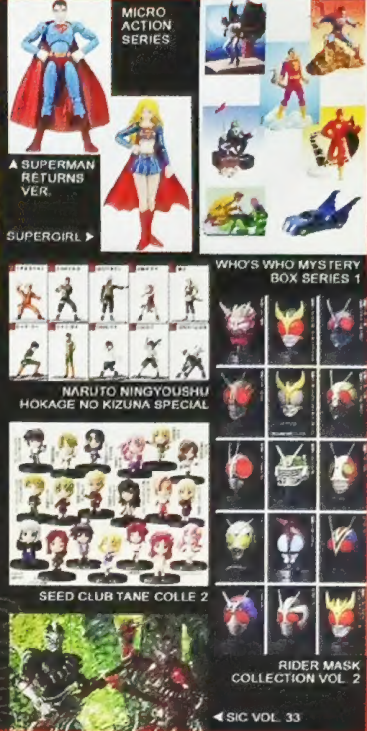 MICRO
ACTION
SERIES
▲ SUPERMAN
RETURNS
VER.
SUPERGIRL ►
WHO'S WHO MYSTERY
BOX SERIES 1
NARUTO NINGYOUSHU
HOKAGE NO KIZUNA SPECIAL
SEED CLUB TANE COLLE 2
RIDER MASK
COLLECTION VOL. 2
◄ SIC VOL. 33